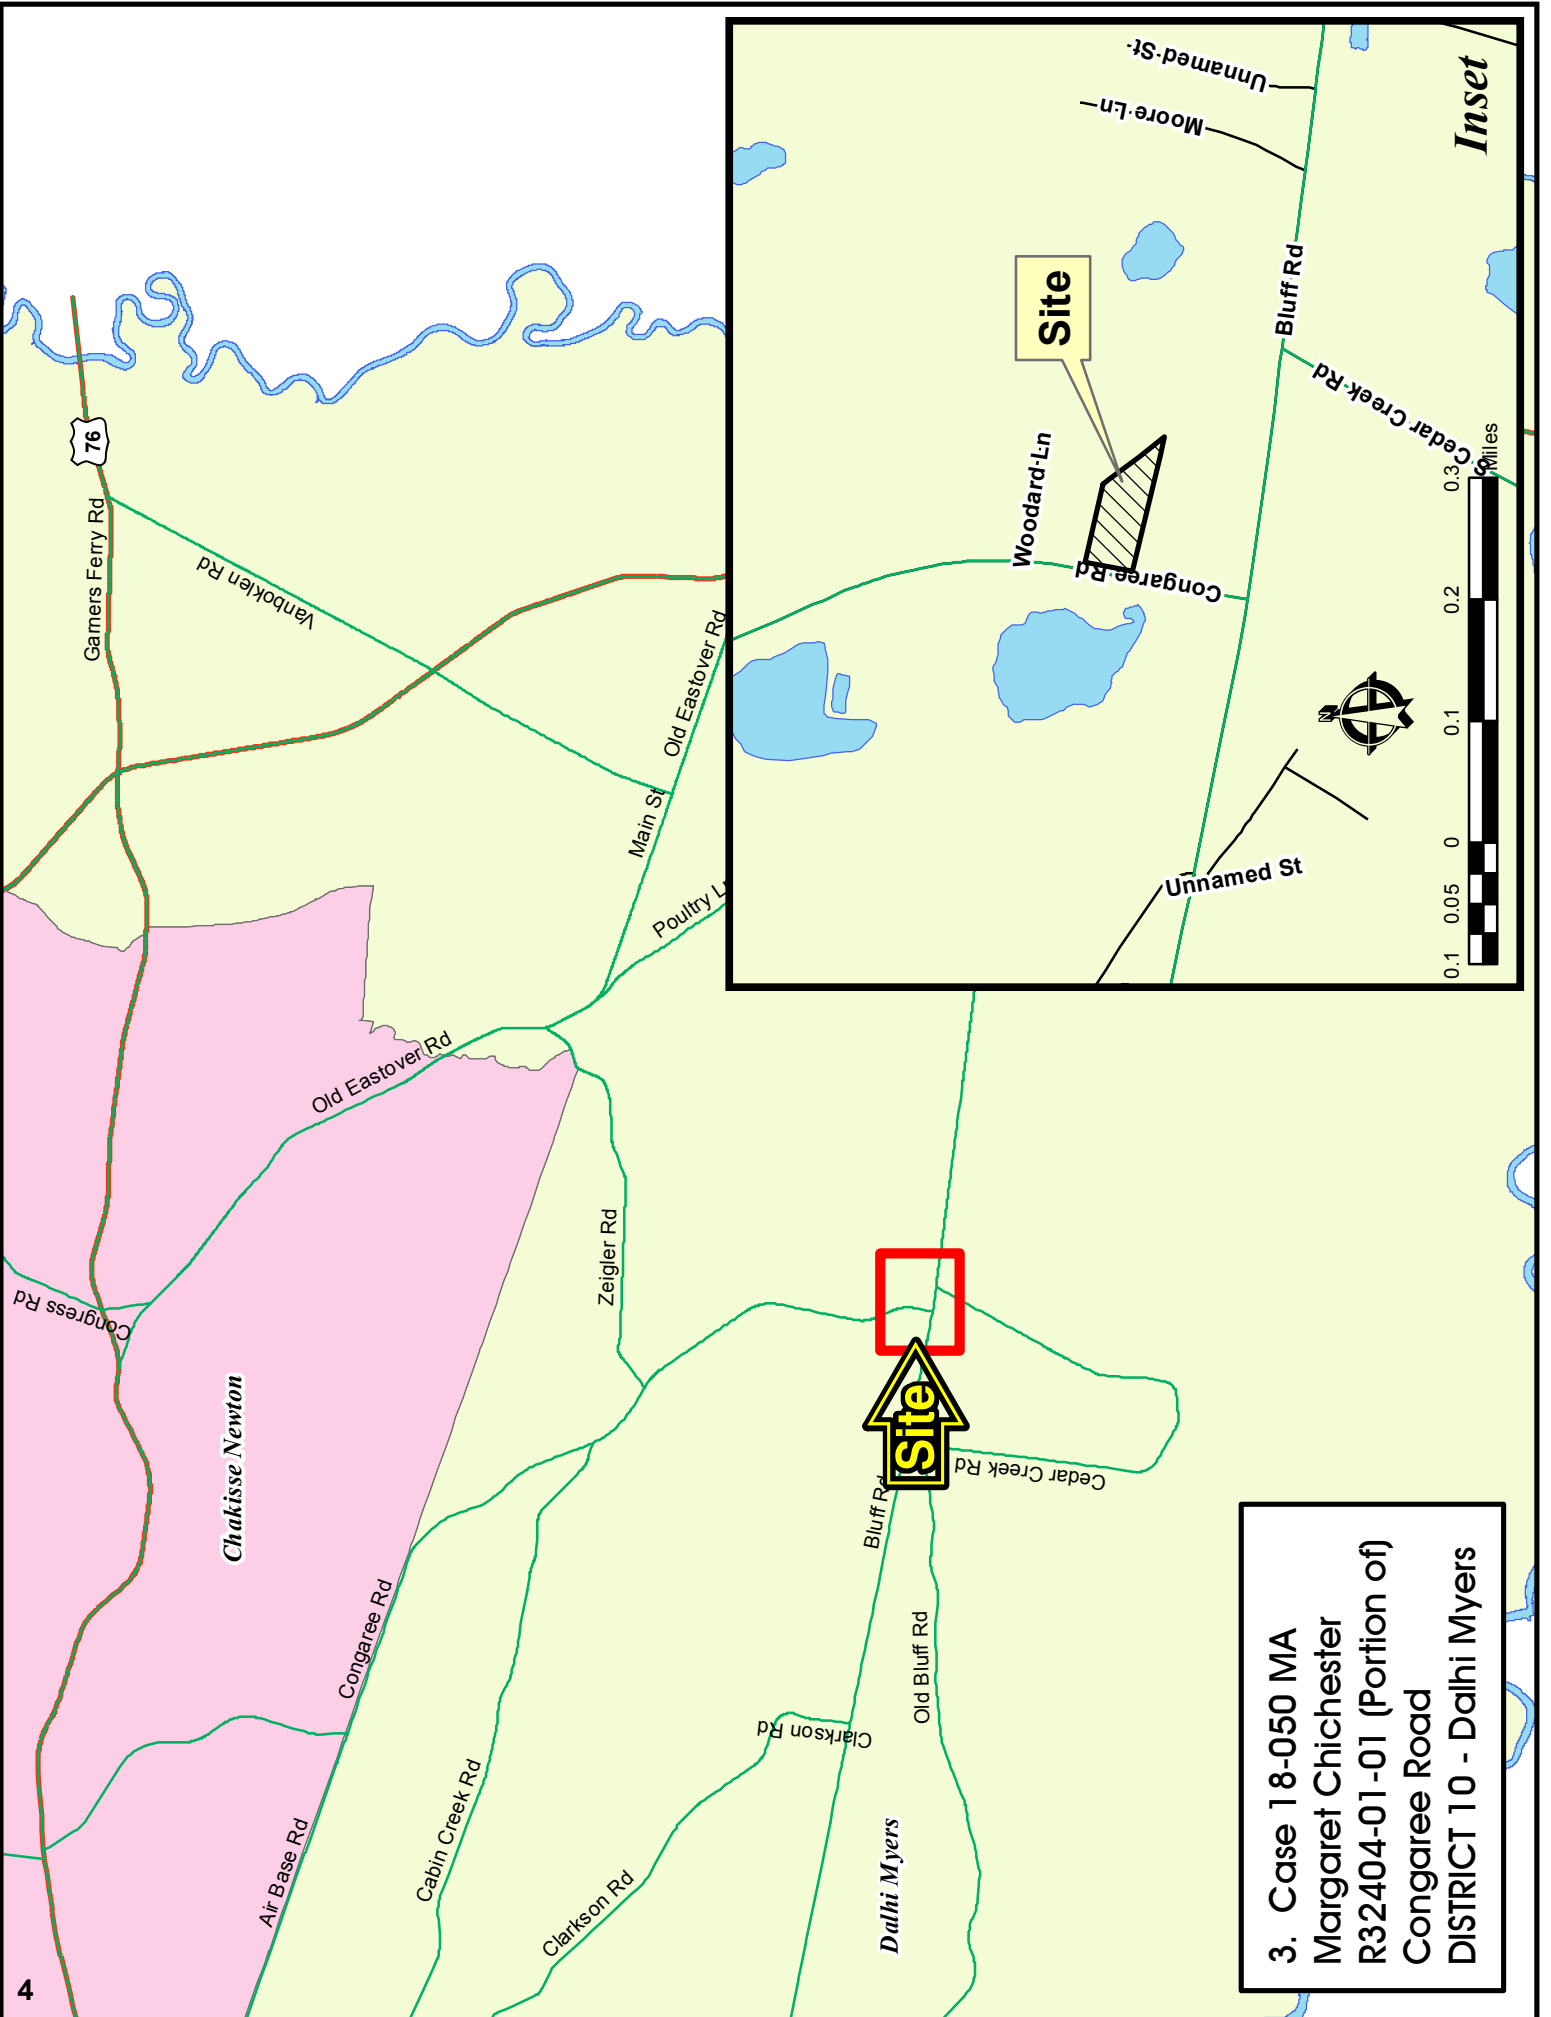 4
Garners Ferry Rd
76
Vanboklen Rd
Old Eastover Rd
Main St
Poultry Ln
Old Eastover Rd
Congress Rd
Chakisse Newton
Zeigler Rd
Congaree Rd
Air Base Rd
Cabin Creek Rd
Clarkson Rd
Clarkson Rd
Bluff Rd
Old Bluff Rd
Cedar Creek Rd
Dalhi Myers
Site
Inset
Unnamed St
Moore Ln
Site
Bluff Rd
Cedar Creek Rd
Woodard Ln
Congaree Rd
Unnamed St
N
0.1 0.05 0 0.1 0.2 0.3
Miles
3. Case 18-050 MA
Margaret Chichester
R32404-01-01 (Portion of)
Congaree Road
DISTRICT 10 - Dalhi Myers